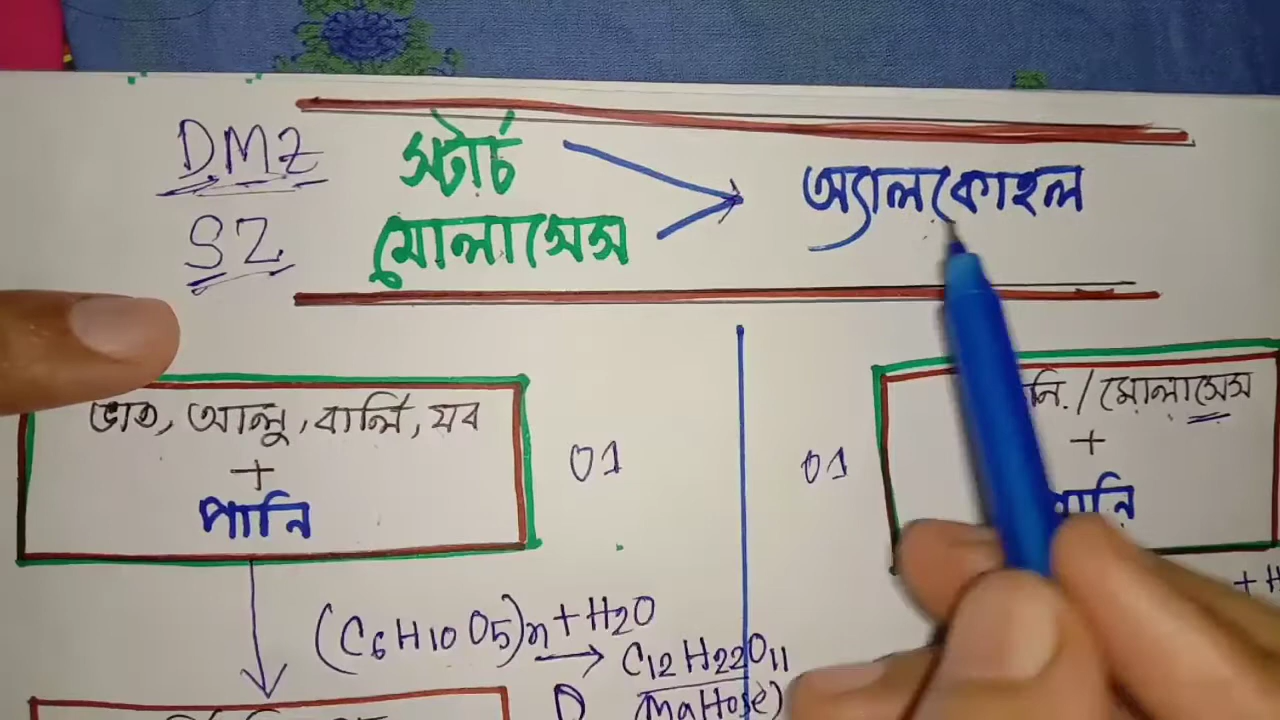 DMZ স্টার্চ অ্যালকোহল
SZ মোলাসেস
ভাত, আলু, বার্লি, যব
+
পানি
01
01
/মোলাসেস
+
(C6H10O5)n+H2O
→ C12H22O11
D (Maltose)
+ H